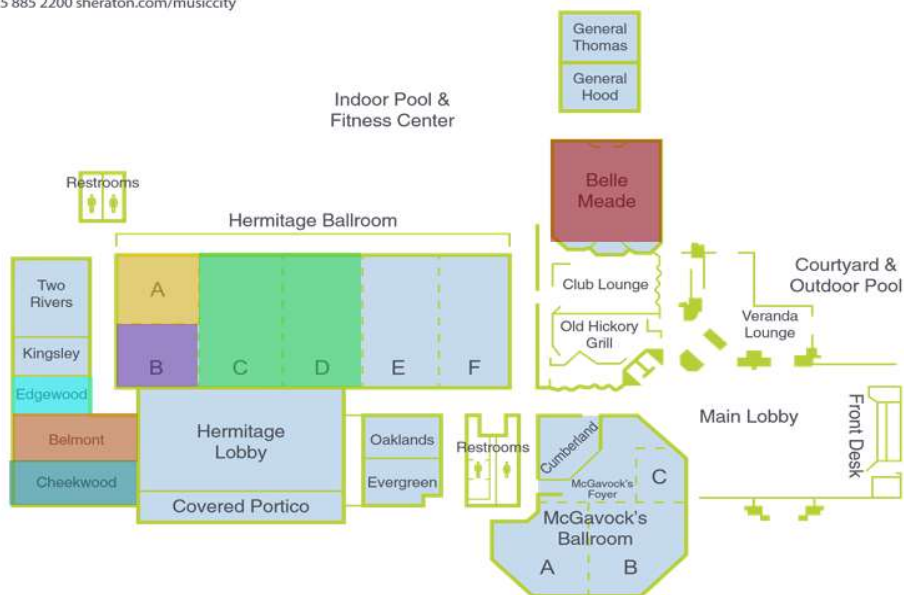 5 885 2200 sheraton.com/musiccity
General
Thomas
General
Hood
Indoor Pool &
Fitness Center
Belle
Meade
Restrooms
Hermitage Ballroom
Two
Rivers
Kingsley
Edgewood
Belmont
Cheekwood
A
B
C
D
E
F
Club Lounge
Old Hickory
Grill
Courtyard &
Outdoor Pool
Veranda
Lounge
Hermitage
Lobby
Covered Portico
Oaklands
Evergreen
Restrooms
Cumberland
McGavock's
Foyer
C
McGavock's
Ballroom
A
B
Main Lobby
Front Desk